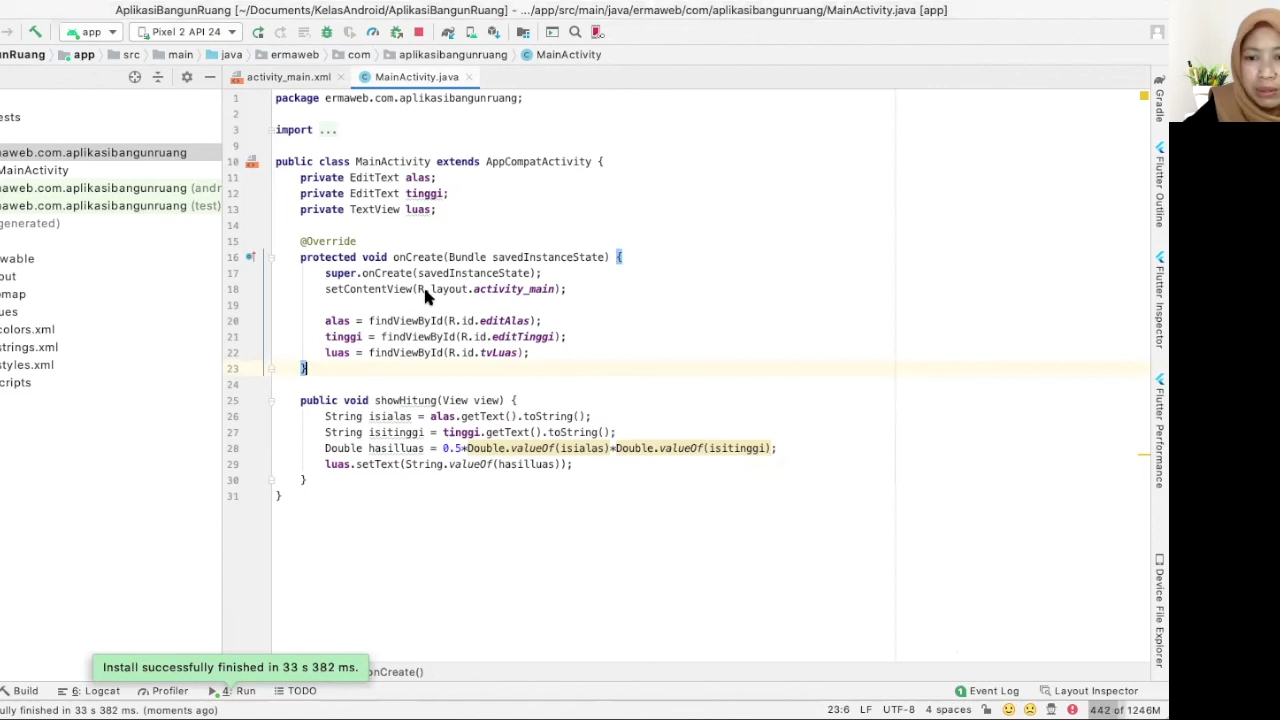 AplikasiBangunRuang [~/Documents/KelasAndroid/AplikasiBangunRuang] - .../app/src/main/java/ermaweb/com/aplikasibangunruang/MainActivity.java [app]
app Pixel 2 API 24
nRuang app src main java ermaweb com aplikasibangunruang MainActivity
activity_main.xml MainActivity.java
ests
naweb.com.aplikasibangunruang
MainActivity
naweb.com.aplikasibangunruang (andr
naweb.com.aplikasibangunruang (test)
generated)
wable
out
map
ues
colors.xml
strings.xml
styles.xml
cripts
1 package ermaweb.com.aplikasibangunruang;
2
3 import ...
9
10 public class MainActivity extends AppCompatActivity {
11 private EditText alas;
12 private EditText tinggi;
13 private TextView luas;
14
15 @Override
16 protected void onCreate(Bundle savedInstanceState) {
17 super.onCreate(savedInstanceState);
18 setContentView(R.layout.activity_main);
19
20 alas = findViewById(R.id.editAlas);
21 tinggi = findViewById(R.id.editTinggi);
22 luas = findViewById(R.id.tvLuas);
23 }
24
25 public void showHitung(View view) {
26 String isialas = alas.getText().toString();
27 String isitinggi = tinggi.getText().toString();
28 Double hasilluas = 0.5*Double.valueOf(isialas)*Double.valueOf(isitinggi);
29 luas.setText(String.valueOf(hasilluas));
30 }
31 }
Gradle
Flutter Outline
Flutter Inspector
Flutter Performance
Device File Explorer
Install successfully finished in 33 s 382 ms.
onCreate()
Build 6: Logcat Profiler 4: Run TODO Event Log Layout Inspector
ully finished in 33 s 382 ms. (moments ago) 23:6 LF UTF-8 4 spaces 442 of 1246M